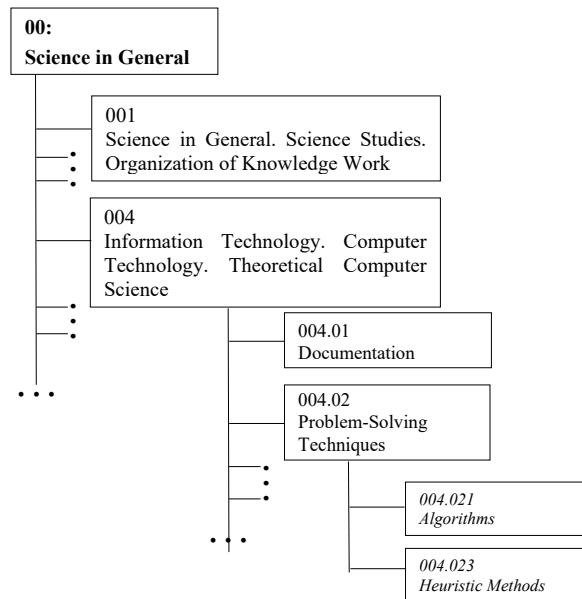 00:
Science in General
001
Science in General. Science Studies.
Organization of Knowledge Work
004
Information Technology. Computer
Technology. Theoretical Computer
Science
004.01
Documentation
004.02
Problem-Solving
Techniques
004.021
Algorithms
004.023
Heuristic Methods